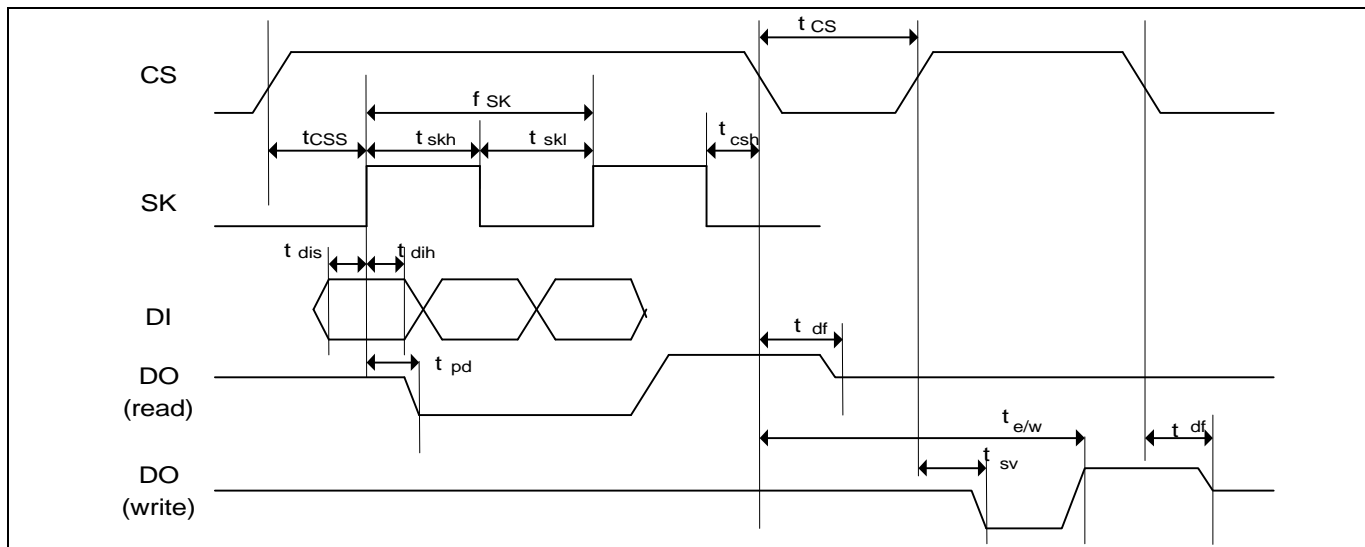 t CS
CS
f SK
tCSS
t skh
t skl
t csh
SK
t dis
t dih
DI
t df
t pd
DO
(read)
t e/w
t df
t sv
DO
(write)